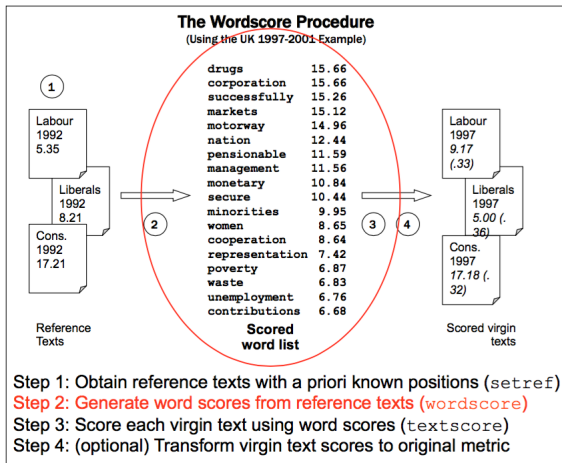 The Wordscore Procedure
(Using the UK 1997-2001 Example)
1
Labour
1992
5.35
Liberals
1992
8.21
Cons.
1992
17.21
Reference
Texts
2
drugs 15.66
corporation 15.66
successfully 15.26
markets 15.12
motorway 14.96
nation 12.44
pensionable 11.59
management 11.56
monetary 10.84
secure 10.44
minorities 9.95
women 8.65
cooperation 8.64
representation 7.42
poverty 6.87
waste 6.83
unemployment 6.76
contributions 6.68
Scored
word list
3
4
Labour
1997
9.17
(.33)
Liberals
1997
5.00 (.
36)
Cons.
1997
17.18 (.
32)
Scored virgin
texts
Step 1: Obtain reference texts with a priori known positions (setref)
Step 2: Generate word scores from reference texts (wordscore)
Step 3: Score each virgin text using word scores (textscore)
Step 4: (optional) Transform virgin text scores to original metric